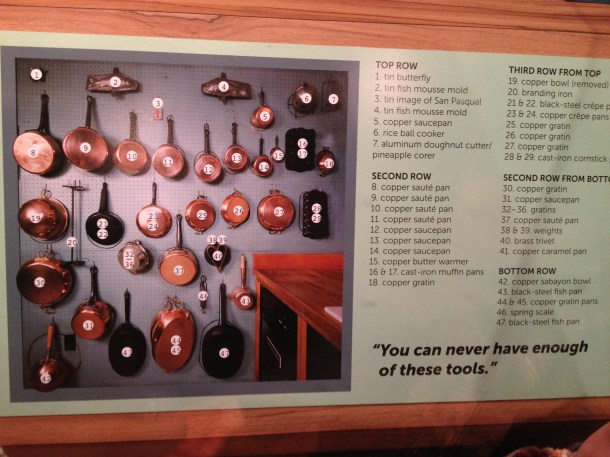 TOP ROW
1. tin butterfly
2. tin fish mousse mold
3. tin image of San Pasqual
4. tin fish mousse mold
5. copper saucepan
6. rice ball cooker
7. aluminum doughnut cutter/
pineapple corer
SECOND ROW
8. copper sauté pan
9. copper sauté pan
10. copper sauté pan
11. copper sauté pan
12. copper saucepan
13. copper saucepan
14. copper saucepan
15. copper butter warmer
16 & 17. cast-iron muffin pans
18. copper gratin
THIRD ROW FROM TOP
19. copper bowl (removed)
20. branding iron
21 & 22. black-steel crêpe p
23 & 24. copper crêpe pans
25. copper gratin
26. copper gratin
27. copper gratin
28 & 29. cast-iron cornstick
SECOND ROW FROM BOTT
30. copper gratin
31. copper saucepan
32–36. gratins
37. copper sauté pan
38 & 39. weights
40. brass trivet
41. copper caramel pan
BOTTOM ROW
42. copper sabayon bowl
43. black-steel fish pan
44 & 45. copper gratin pans
46. spring scale
47. black-steel fish pan
“You can never have enough
of these tools.”